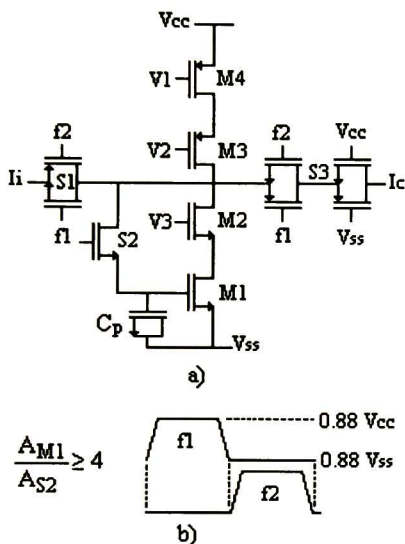 Vcc
V1 M4
f2 V2 M3 f2 Vcc
Ii S1 S3 Ic
f1 S2 V3 M2 f1 Vss
M1
Cp
Vss
a)
AM1/AS2 ≥ 4
f1 0.88 Vcc
0.88 Vss
f2
b)